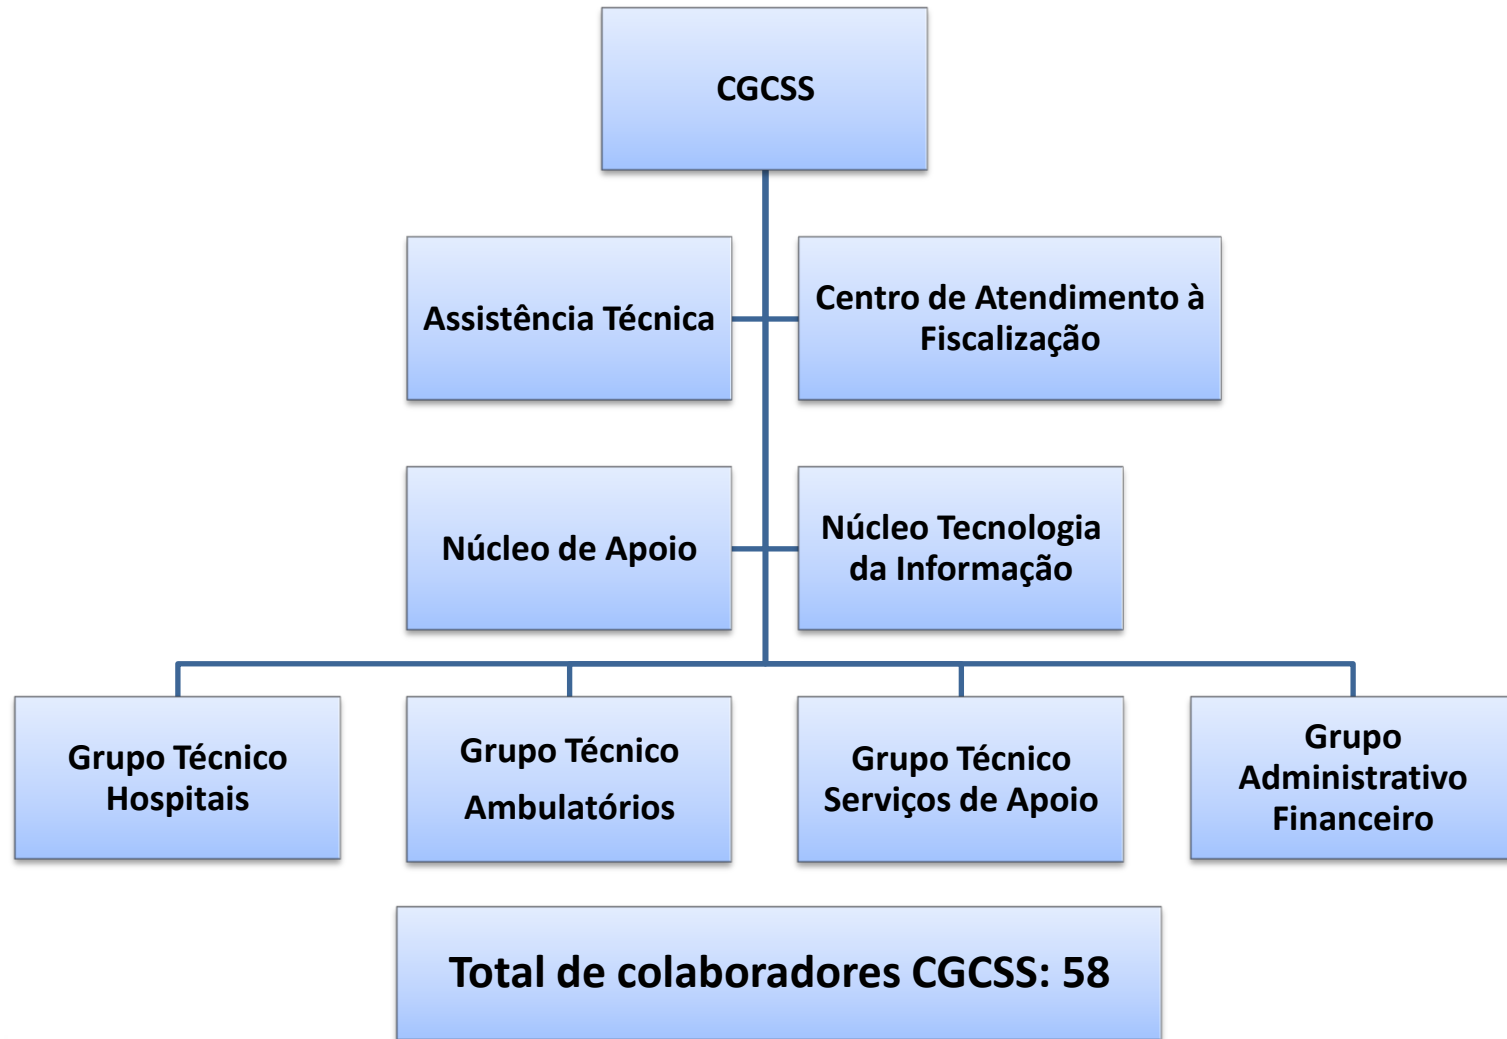 CGCSS
Assistência Técnica
Centro de Atendimento à
Fiscalização
Núcleo de Apoio
Núcleo Tecnologia
da Informação
Grupo Técnico
Hospitais
Grupo Técnico
Ambulatórios
Grupo Técnico
Serviços de Apoio
Grupo
Administrativo
Financeiro
Total de colaboradores CGCSS: 58